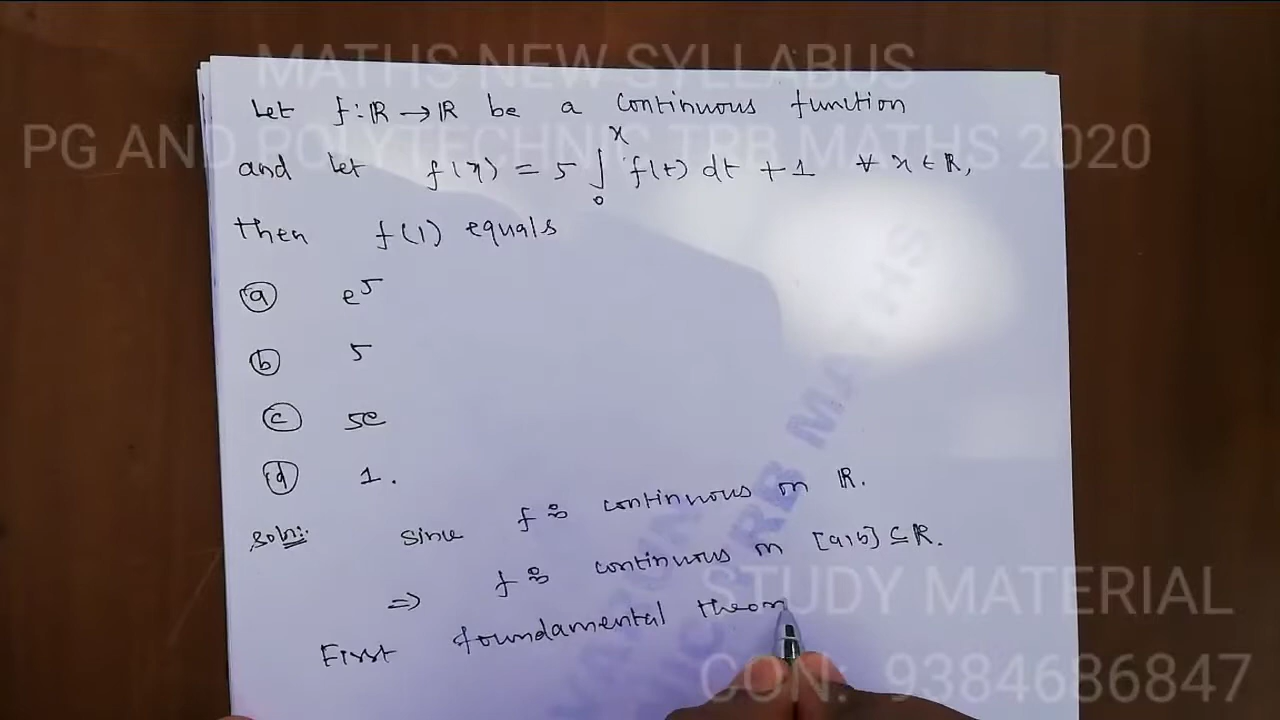 MATHS NEW SYLLABUS
PG AND POLYTECHNIC TRB MATHS 2020
Let f:ℝ→ℝ be a continuous function
and let f(x) = 5 ∫₀ˣ f(t) dt + 1 ∀ x ∈ ℝ,
then f(1) equals
ⓐ e⁵
ⓑ 5
ⓒ 5e
ⓓ 1.
Soln:. Since f is continuous on ℝ.
⇒ f is continuous on [a,b] ⊆ ℝ.
First foundamental theor
STUDY MATERIAL
CON: 9384686847